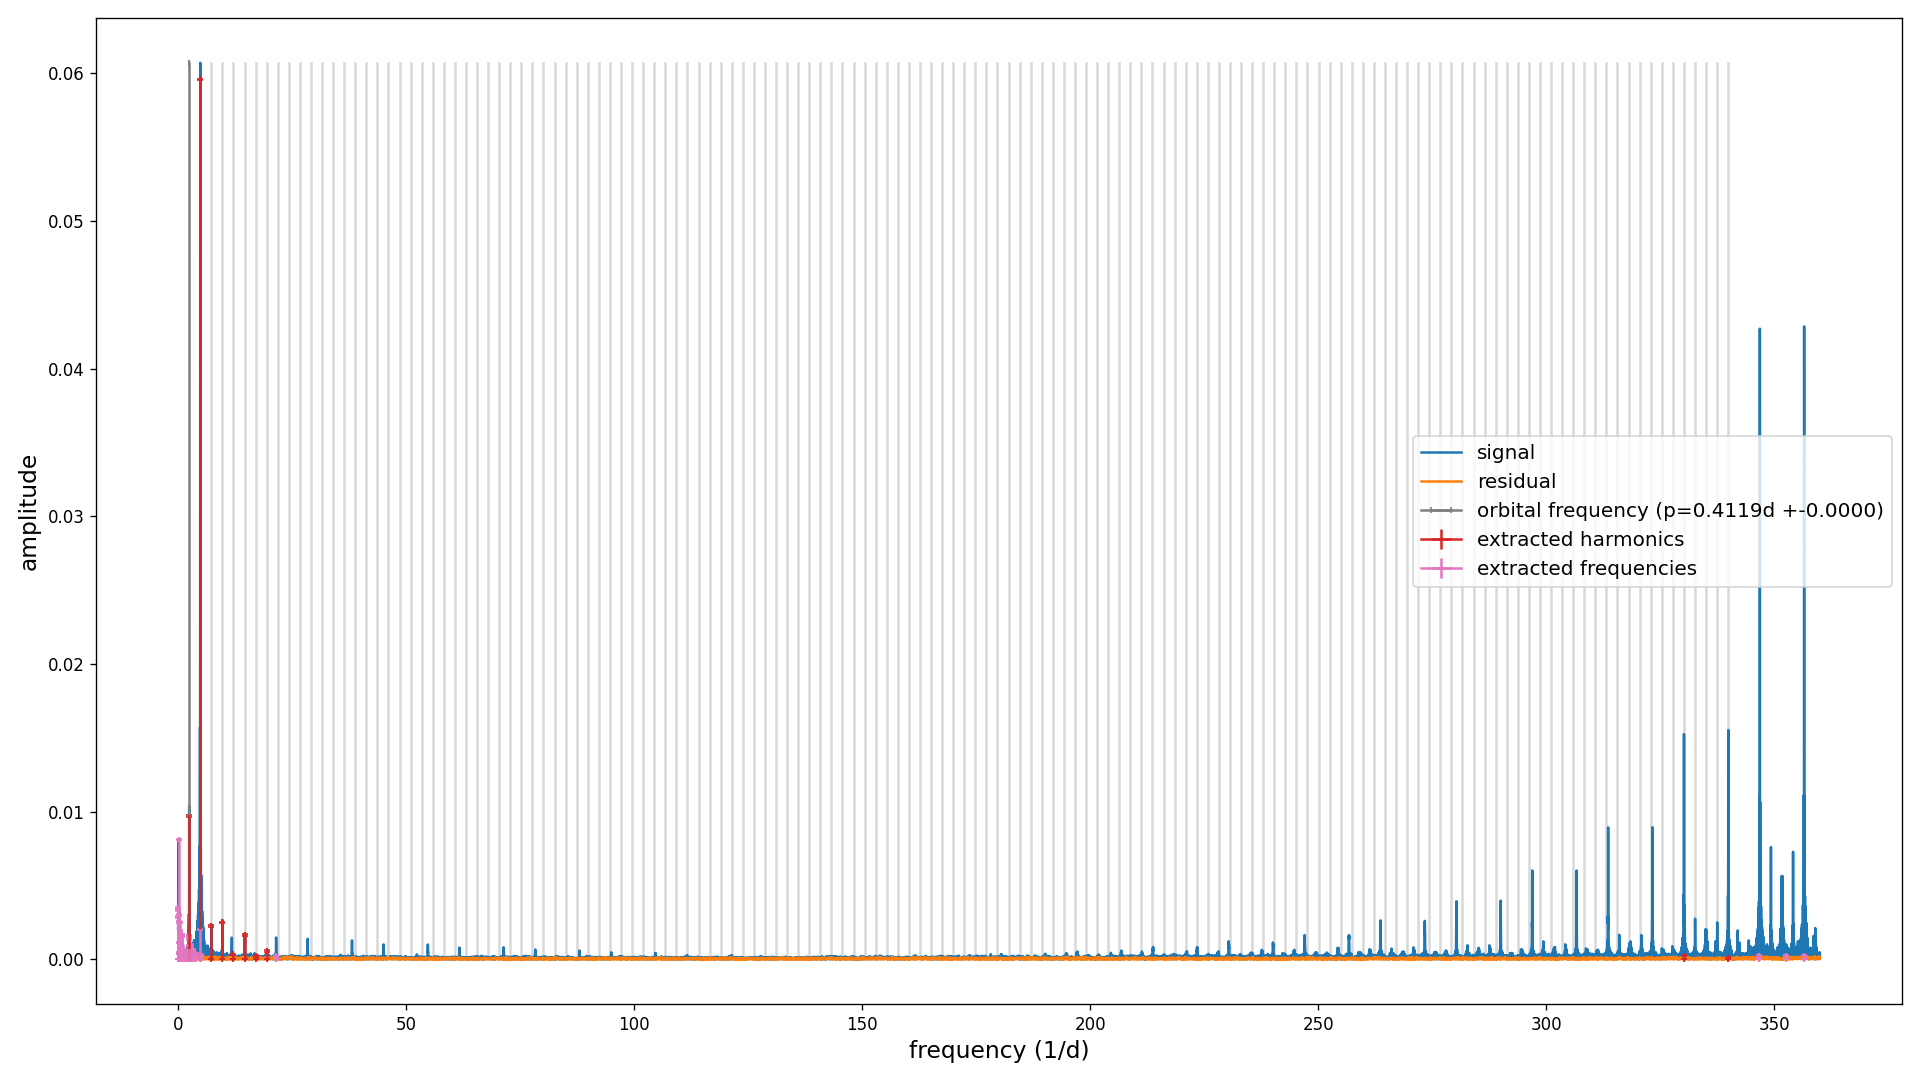 0.06
0.05
0.04
0.03
0.02
0.01
0.00
amplitude
signal
residual
orbital frequency (p=0.4119d +-0.0000)
extracted harmonics
extracted frequencies
0 50 100 150 200 250 300 350
frequency (1/d)